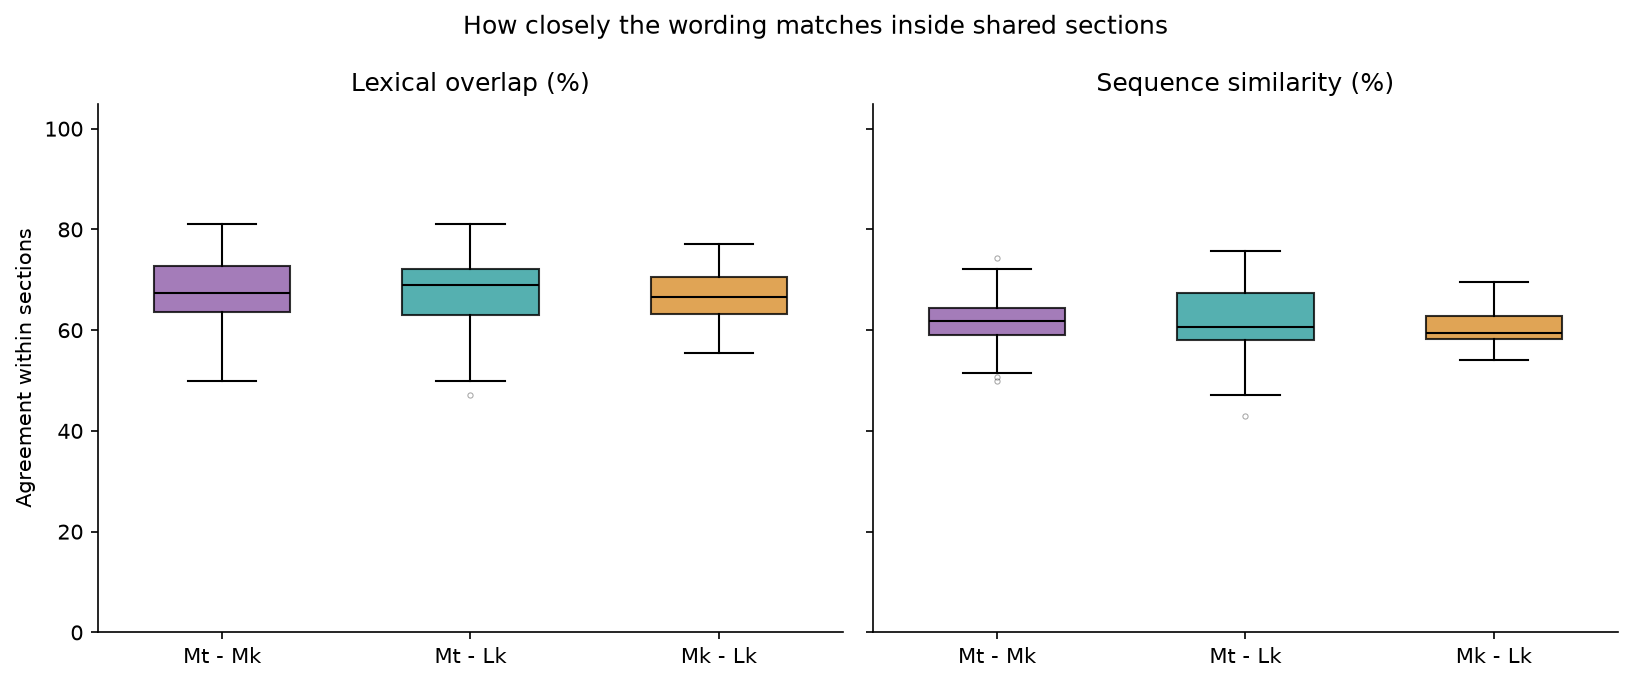 How closely the wording matches inside shared sections
Lexical overlap (%)
Sequence similarity (%)
Agreement within sections
100
80
60
40
20
0
Mt - Mk
Mt - Lk
Mk - Lk
Mt - Mk
Mt - Lk
Mk - Lk